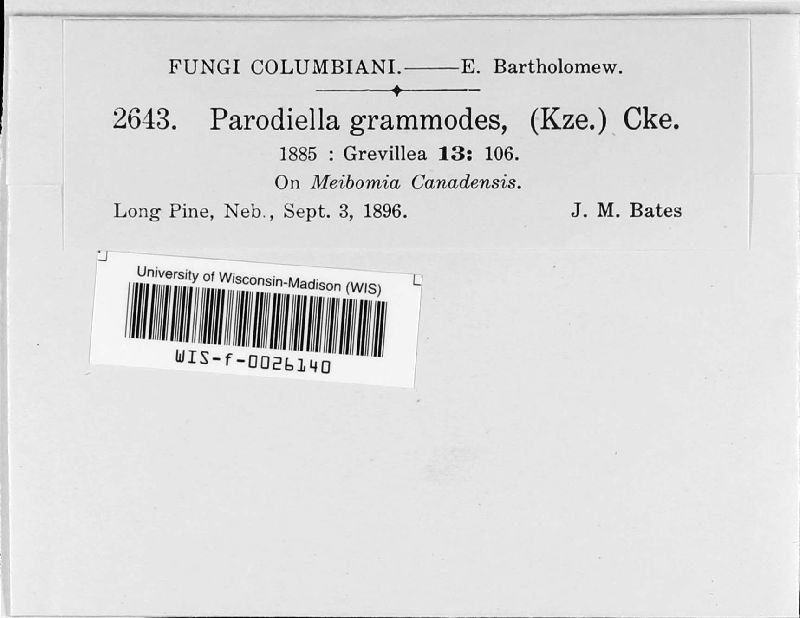 FUNGI COLUMBIANI.——E. Bartholomew.
2643. Parodiella grammodes, (Kze.) Cke.
1885 : Grevillea 13: 106.
On Meibomia Canadensis.
Long Pine, Neb., Sept. 3, 1896. J. M. Bates
University of Wisconsin-Madison (WIS)
WIS-f-0026140